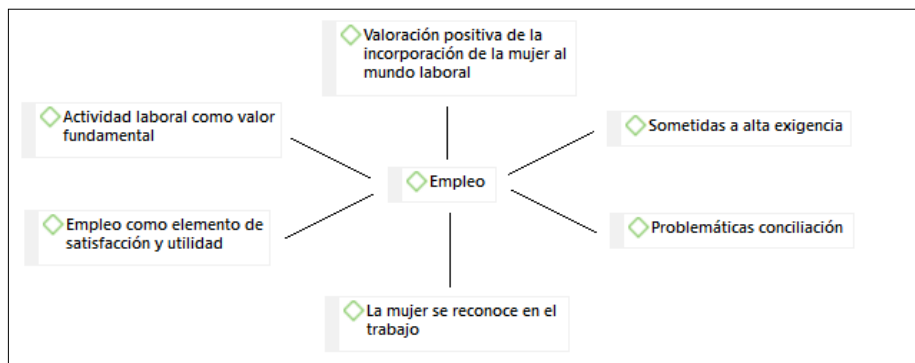 Valoración positiva de la
incorporación de la mujer al
mundo laboral
Actividad laboral como valor
fundamental
Sometidas a alta exigencia
Empleo
Empleo como elemento de
satisfacción y utilidad
Problemáticas conciliación
La mujer se reconoce en el
trabajo